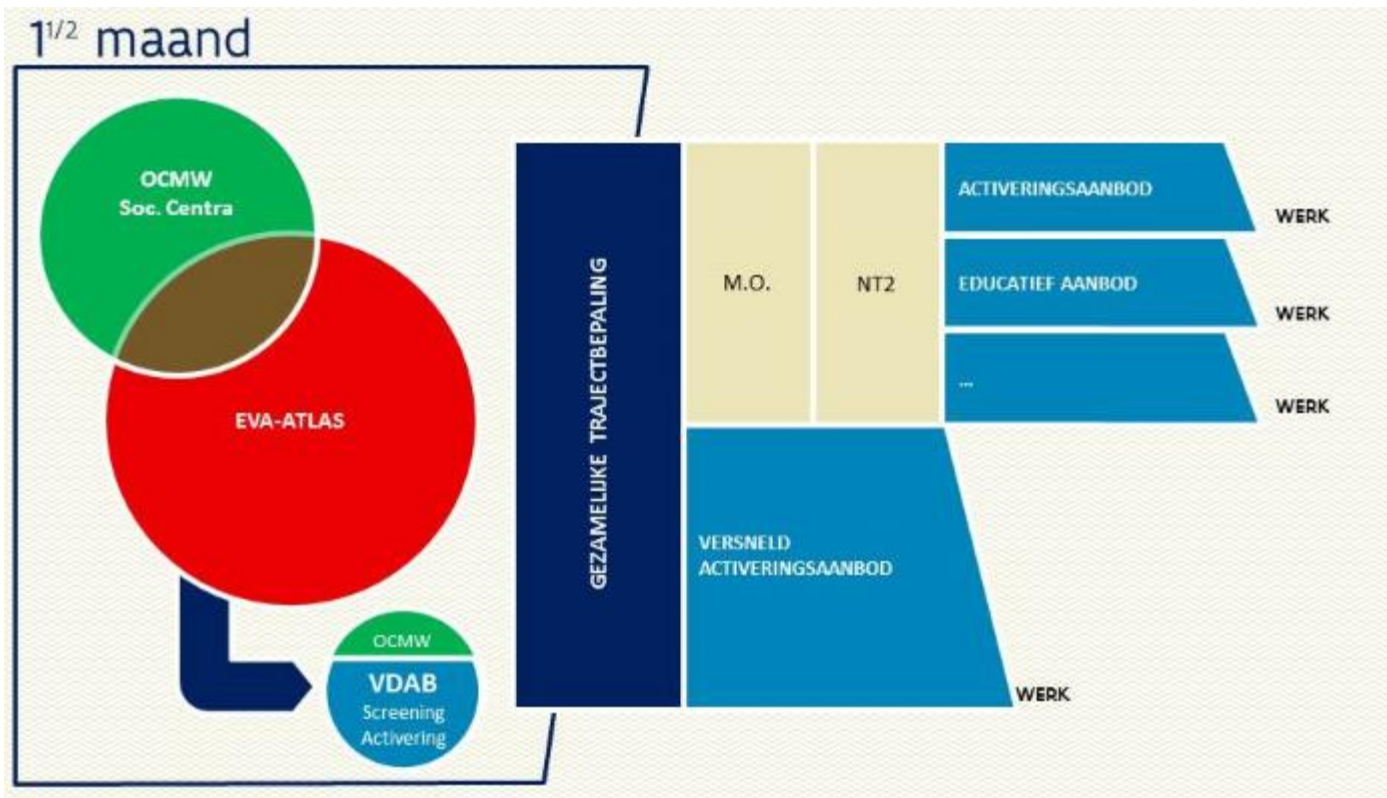 1 1/2 maand
OCMW
Soc. Centra
EVA-ATLAS
OCMW
VDAB
Screening
Activering
GEZAMELIJKE TRAJECTBEPALING
M.O.
NT2
ACTIVERINGSAANBOD
WERK
EDUCATIEF AANBOD
WERK
...
WERK
VERSNELD
ACTIVERINGSAANBOD
WERK